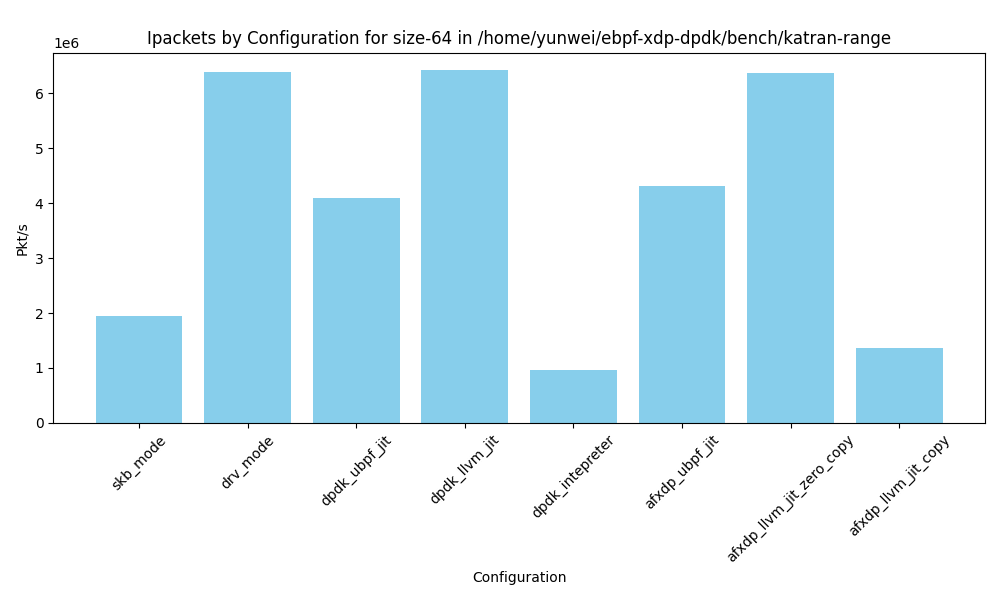 Ipackets by Configuration for size-64 in /home/yunwei/ebpf-xdp-dpdk/bench/katran-range
1e6
6
5
4
3
2
1
0
Pkt/s
skb_mode
drv_mode
dpdk_ubpf_jit
dpdk_llvm_jit
dpdk_intepreter
afxdp_ubpf_jit
afxdp_llvm_jit_zero_copy
afxdp_llvm_jit_copy
Configuration